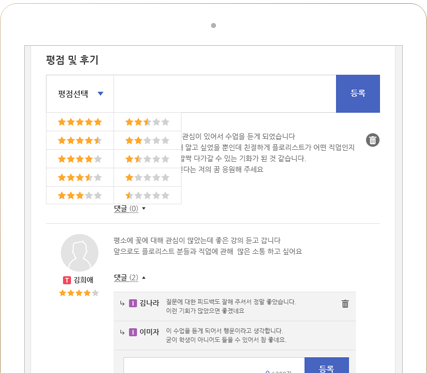 평점 및 후기
평점선택
등록
관심이 있어서 수업을 듣게 되었습니다
알고 싶었을 뿐인데 친절하게 플로리스트가 어떤 직업인지
다가갈 수 있는 기회가 된 것 같습니다.
다는 저의 꿈 응원해 주세요
댓글 (0)
평소에 꽃에 대해 관심이 많았는데 좋은 강의 듣고 갑니다
앞으로도 플로리스트 분들과 직업에 관해 많은 소통 하고 싶어요
T 김희애
댓글 (2)
I 김나라
질문에 대한 피드백도 잘해 주셔서 정말 좋았습니다.
이런 기회가 많았으면 좋겠네요
I 이미자
이 수업을 듣게 되어서 행운이라고 생각합니다.
굳이 학생이 아니어도 들을 수 있어서 참 좋네요.
등록